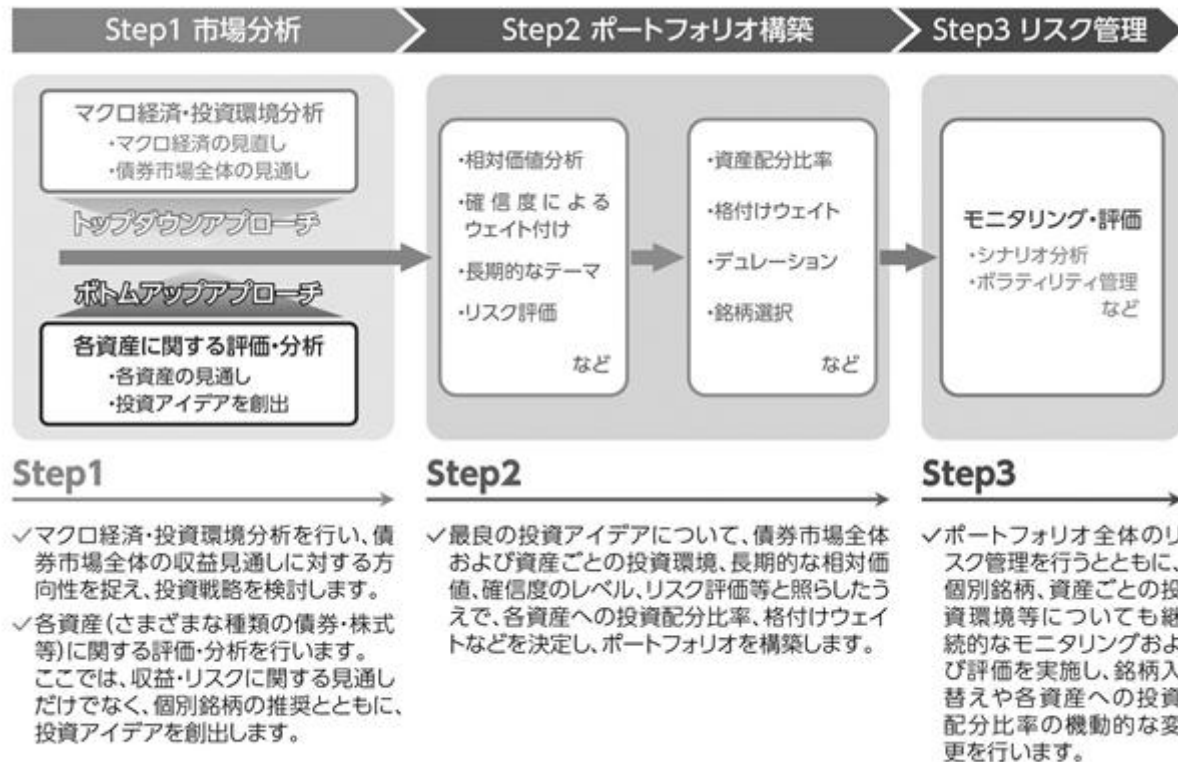 Step1 市場分析
Step2 ポートフォリオ構築
Step3 リスク管理
マクロ経済・投資環境分析
・マクロ経済の見直し
・債券市場全体の見通し
トップダウンアプローチ
ボトムアップアプローチ
各資産に関する評価・分析
・各資産の見通し
・投資アイデアを創出
・相対価値分析
・確信度による
ウェイト付け
・長期的なテーマ
・リスク評価
など
・資産配分比率
・格付けウェイト
・デュレーション
・銘柄選択
など
モニタリング・評価
・シナリオ分析
・ボラティリティ管理
など
Step1
✓マクロ経済・投資環境分析を行い、債
券市場全体の収益見通しに対する方
向性を捉え、投資戦略を検討します。
✓各資産(さまざまな種類の債券・株式
等)に関する評価・分析を行います。
ここでは、収益・リスクに関する見通し
だけでなく、個別銘柄の推奨とともに、
投資アイデアを創出します。
Step2
✓最良の投資アイデアについて、債券市場全体
および資産ごとの投資環境、長期的な相対価
値、確信度のレベル、リスク評価等と照らしたう
えで、各資産への投資配分比率、格付けウェイ
トなどを決定し、ポートフォリオを構築します。
Step3
✓ポートフォリオ全体のリ
スク管理を行うとともに、
個別銘柄、資産ごとの投
資環境等についても継
続的なモニタリングおよ
び評価を実施し、銘柄入
替えや各資産への投資
配分比率の機動的な変
更を行います。